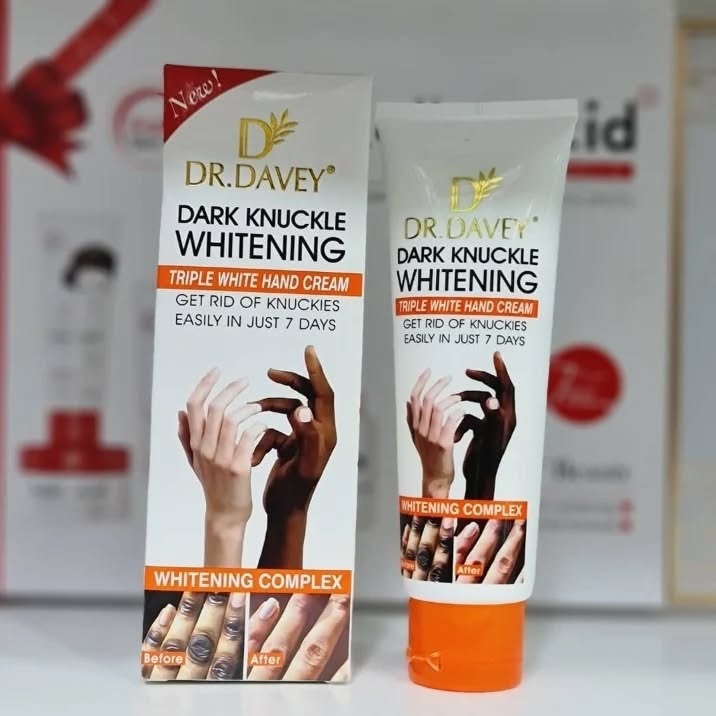 New!
D
DR.DAVEY®
DARK KNUCKLE
WHITENING
TRIPLE WHITE HAND CREAM
GET RID OF KNUCKIES
EASILY IN JUST 7 DAYS
WHITENING COMPLEX
Before
After
D
DR.DAVEY®
DARK KNUCKLE
WHITENING
TRIPLE WHITE HAND CREAM
GET RID OF KNUCKIES
EASILY IN JUST 7 DAYS
WHITENING COMPLEX
After